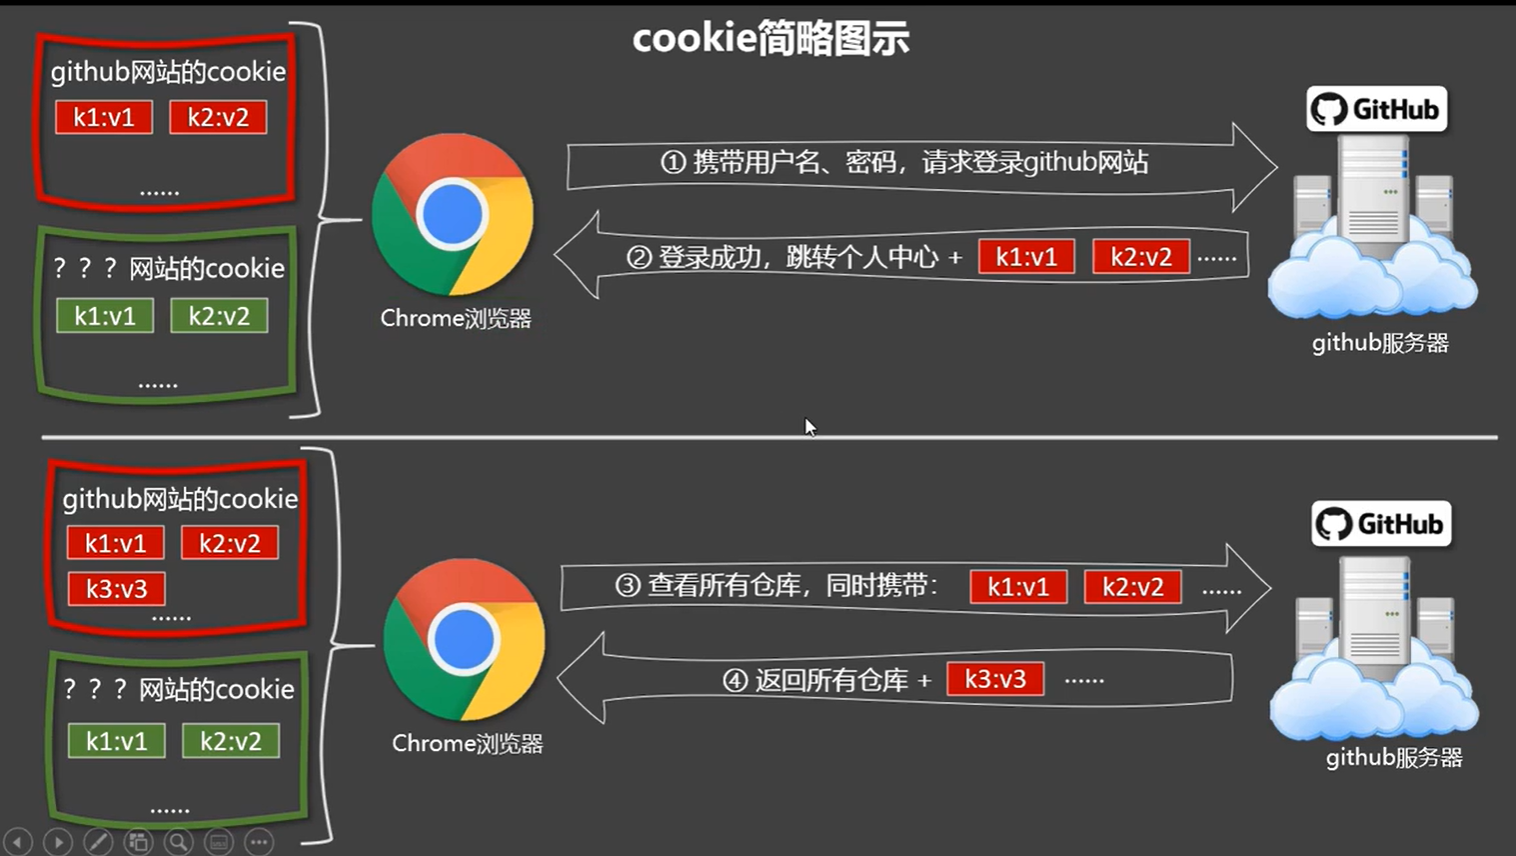 cookie简略图示
github网站的cookie
k1:v1 k2:v2
......
？？？网站的cookie
k1:v1 k2:v2
......
Chrome浏览器
① 携带用户名、密码，请求登录github网站
② 登录成功，跳转个人中心 + k1:v1 k2:v2 ......
GitHub
github服务器
github网站的cookie
k1:v1 k2:v2
k3:v3
......
？？？网站的cookie
k1:v1 k2:v2
......
Chrome浏览器
③ 查看所有仓库，同时携带： k1:v1 k2:v2 ......
④ 返回所有仓库 + k3:v3 ......
GitHub
github服务器